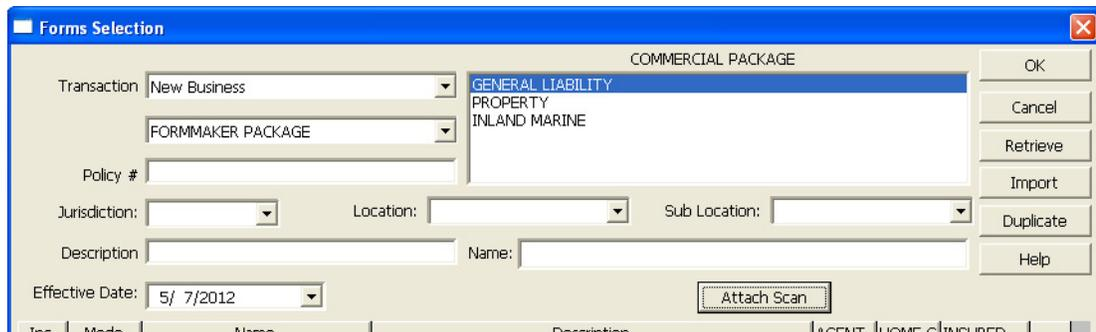 Forms Selection
COMMERCIAL PACKAGE
Transaction New Business
GENERAL LIABILITY
PROPERTY
INLAND MARINE
FORMMAKER PACKAGE
Policy #
Jurisdiction: Location: Sub Location:
Description Name:
Effective Date: 5/ 7/2012 Attach Scan
OK
Cancel
Retrieve
Import
Duplicate
Help
Name Description AGENT HOME INSURED